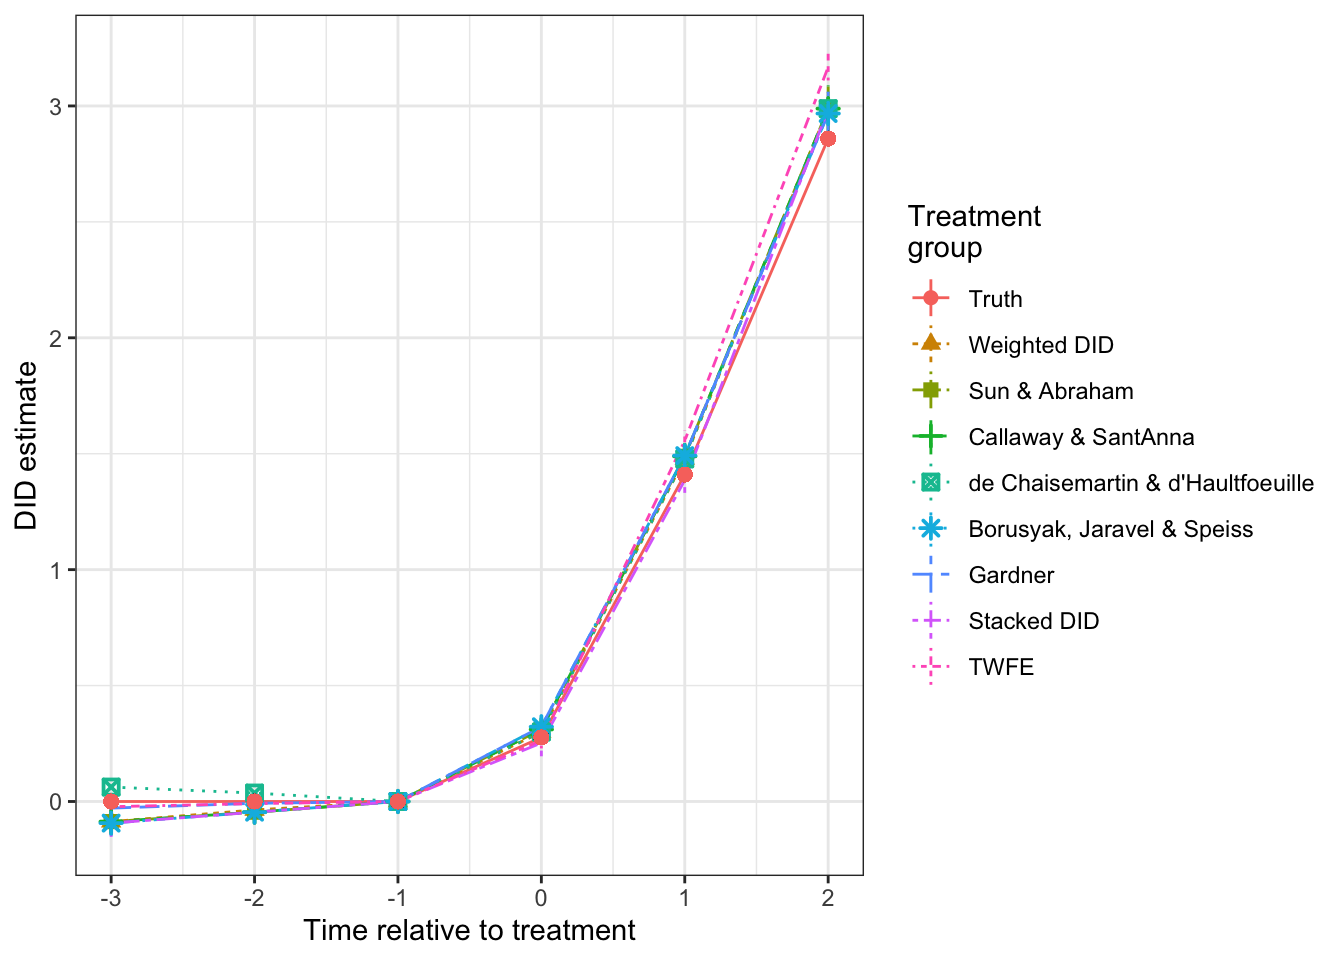 3
2
1
0
DID estimate
-3
-2
-1
0
1
2
Time relative to treatment
Treatment
group
Truth
Weighted DID
Sun & Abraham
Callaway & SantAnna
de Chaisemartin & d'Haultfoeuille
Borusyak, Jaravel & Speiss
Gardner
Stacked DID
TWFE